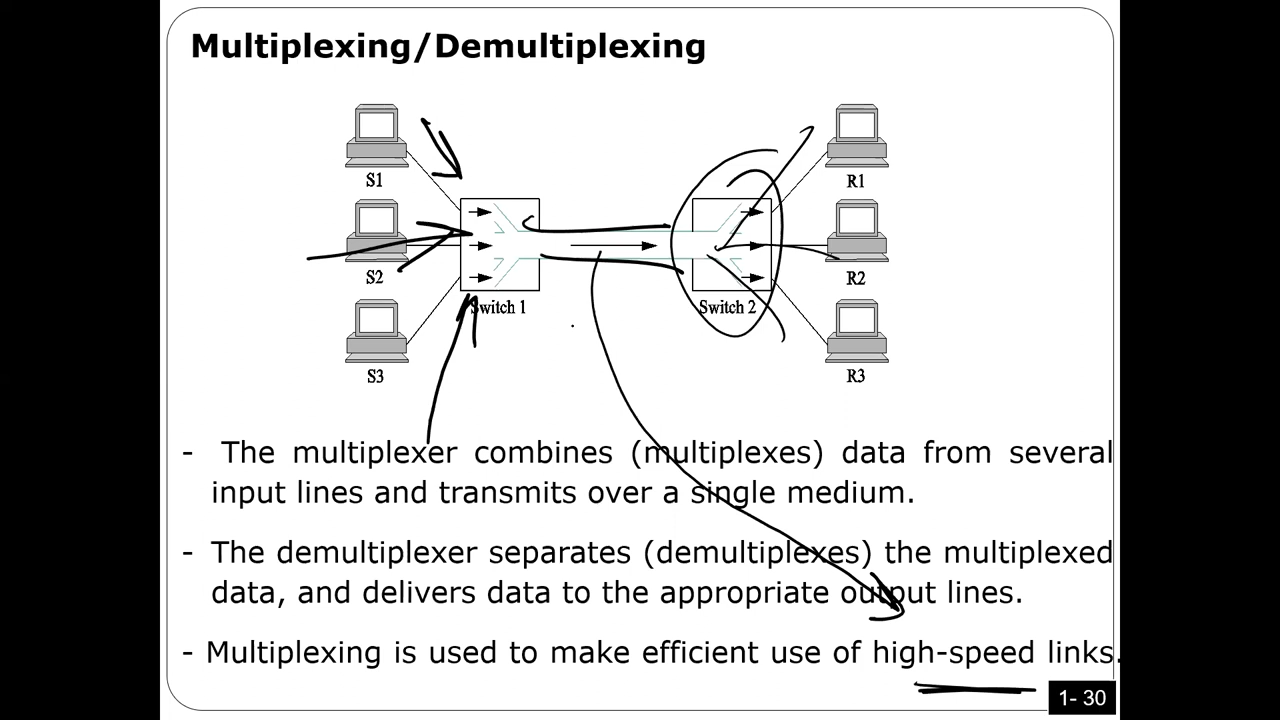 Multiplexing/Demultiplexing
S1
R1
S2
R2
Switch 1
Switch 2
S3
R3
- The multiplexer combines (multiplexes) data from several
input lines and transmits over a single medium.
- The demultiplexer separates (demultiplexes) the multiplexed
data, and delivers data to the appropriate output lines.
- Multiplexing is used to make efficient use of high-speed links.
1- 30